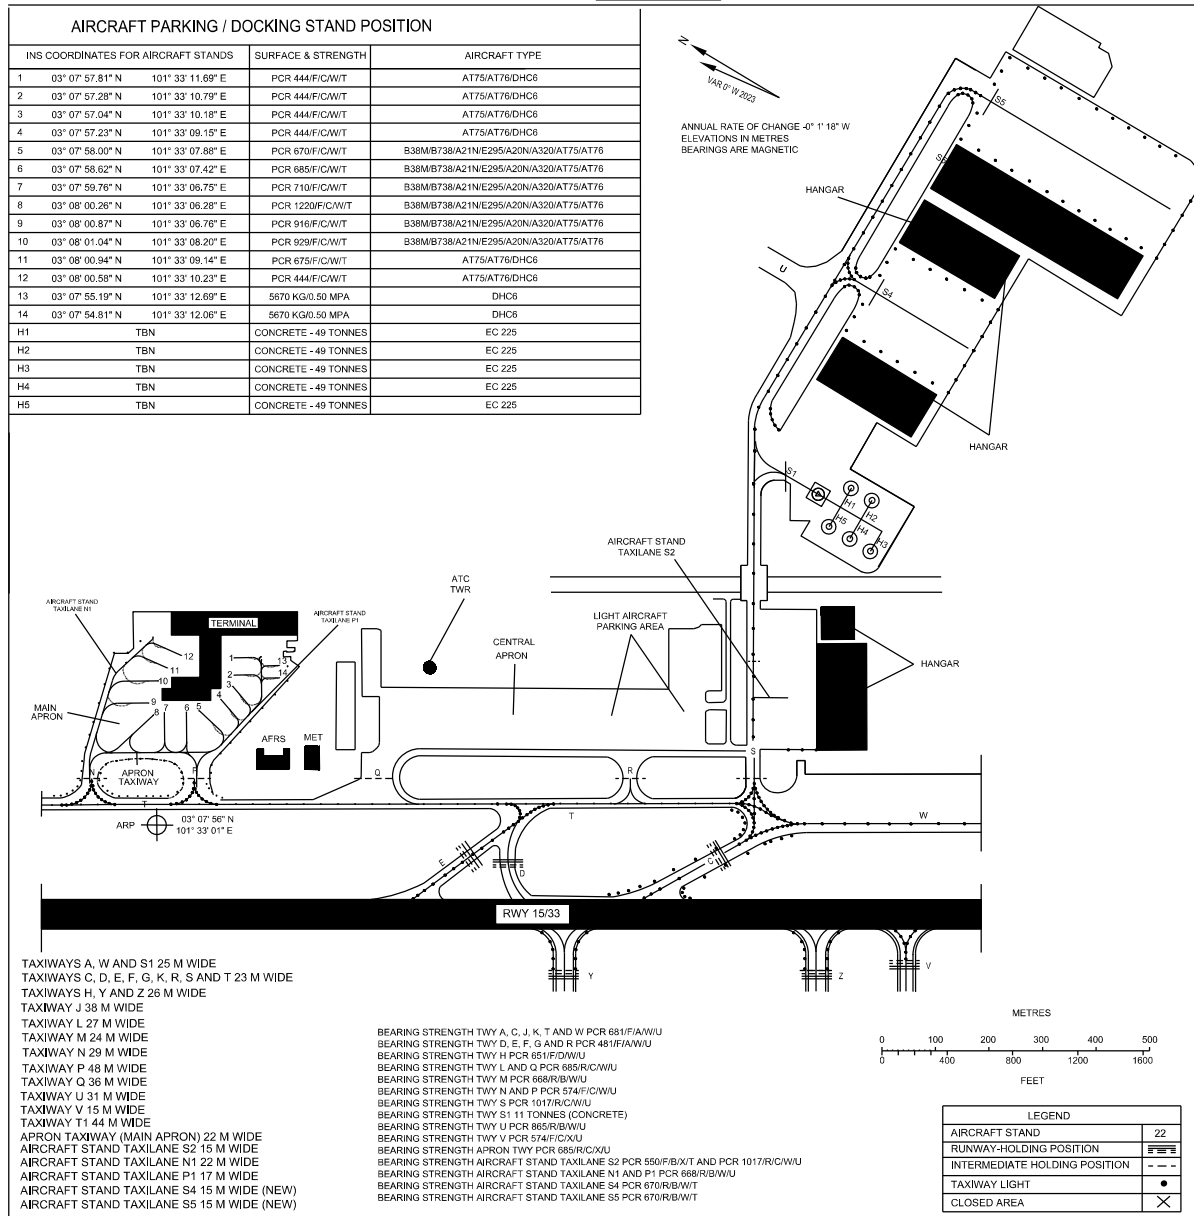 AIRCRAFT PARKING / DOCKING STAND POSITION
INS COORDINATES FOR AIRCRAFT STANDS SURFACE & STRENGTH AIRCRAFT TYPE
1 03° 07' 57.81" N 101° 33' 11.69" E PCR 444/F/C/W/T AT75/AT76/DHC6
2 03° 07' 57.28" N 101° 33' 10.79" E PCR 444/F/C/W/T AT75/AT76/DHC6
3 03° 07' 57.04" N 101° 33' 10.18" E PCR 444/F/C/W/T AT75/AT76/DHC6
4 03° 07' 57.23" N 101° 33' 09.15" E PCR 444/F/C/W/T AT75/AT76/DHC6
5 03° 07' 58.00" N 101° 33' 07.88" E PCR 670/F/C/W/T B38M/B738/A21N/E295/A20N/A320/AT75/AT76
6 03° 07' 58.62" N 101° 33' 07.42" E PCR 685/F/C/W/T B38M/B738/A21N/E295/A20N/A320/AT75/AT76
7 03° 07' 59.76" N 101° 33' 06.75" E PCR 710/F/C/W/T B38M/B738/A21N/E295/A20N/A320/AT75/AT76
8 03° 08' 00.26" N 101° 33' 06.28" E PCR 1220/F/C/W/T B38M/B738/A21N/E295/A20N/A320/AT75/AT76
9 03° 08' 00.87" N 101° 33' 06.76" E PCR 916/F/C/W/T B38M/B738/A21N/E295/A20N/A320/AT75/AT76
10 03° 08' 01.04" N 101° 33' 08.20" E PCR 929/F/C/W/T B38M/B738/A21N/E295/A20N/A320/AT75/AT76
11 03° 08' 00.94" N 101° 33' 09.14" E PCR 675/F/C/W/T AT75/AT76/DHC6
12 03° 08' 00.58" N 101° 33' 10.23" E PCR 444/F/C/W/T AT75/AT76/DHC6
13 03° 07' 55.19" N 101° 33' 12.69" E 5670 KG/0.50 MPA DHC6
14 03° 07' 54.81" N 101° 33' 12.06" E 5670 KG/0.50 MPA DHC6
H1 TBN CONCRETE - 49 TONNES EC 225
H2 TBN CONCRETE - 49 TONNES EC 225
H3 TBN CONCRETE - 49 TONNES EC 225
H4 TBN CONCRETE - 49 TONNES EC 225
H5 TBN CONCRETE - 49 TONNES EC 225
N
VAR 0° W 2023
ANNUAL RATE OF CHANGE -0° 1' 18" W
ELEVATIONS IN METRES
BEARINGS ARE MAGNETIC
S5
HANGAR
U
S4
HANGAR
S1
H1
H2
H5
H4
H3
AIRCRAFT STAND
TAXILANE S2
ATC
TWR
AIRCRAFT STAND
TAXILANE N1
AIRCRAFT STAND
TAXILANE P1
TERMINAL
LIGHT AIRCRAFT
PARKING AREA
CENTRAL
APRON
HANGAR
12
11
10
9
8
7
6
5
4
3
2
1
13
14
MAIN
APRON
AFRS
MET
S
N
APRON
TAXIWAY
P
Q
R
T
ARP
03° 07' 56" N
101° 33' 01" E
T
W
E
D
C
RWY 15/33
Y
Z
V
TAXIWAYS A, W AND S1 25 M WIDE
TAXIWAYS C, D, E, F, G, K, R, S AND T 23 M WIDE
TAXIWAYS H, Y AND Z 26 M WIDE
TAXIWAY J 38 M WIDE
TAXIWAY L 27 M WIDE
TAXIWAY M 24 M WIDE
TAXIWAY N 29 M WIDE
TAXIWAY P 48 M WIDE
TAXIWAY Q 36 M WIDE
TAXIWAY U 31 M WIDE
TAXIWAY V 15 M WIDE
TAXIWAY T1 44 M WIDE
APRON TAXIWAY (MAIN APRON) 22 M WIDE
AIRCRAFT STAND TAXILANE S2 15 M WIDE
AIRCRAFT STAND TAXILANE N1 22 M WIDE
AIRCRAFT STAND TAXILANE P1 17 M WIDE
AIRCRAFT STAND TAXILANE S4 15 M WIDE (NEW)
AIRCRAFT STAND TAXILANE S5 15 M WIDE (NEW)
BEARING STRENGTH TWY A, C, J, K, T AND W PCR 681/F/A/W/U
BEARING STRENGTH TWY D, E, F, G AND R PCR 481/F/A/W/U
BEARING STRENGTH TWY H PCR 651/F/D/W/U
BEARING STRENGTH TWY L AND Q PCR 685/R/C/W/U
BEARING STRENGTH TWY M PCR 668/R/B/W/U
BEARING STRENGTH TWY N AND P PCR 574/F/C/W/U
BEARING STRENGTH TWY S PCR 1017/R/C/W/U
BEARING STRENGTH TWY S1 11 TONNES (CONCRETE)
BEARING STRENGTH TWY U PCR 865/R/B/W/U
BEARING STRENGTH TWY V PCR 574/F/C/X/U
BEARING STRENGTH APRON TWY PCR 685/R/C/X/U
BEARING STRENGTH AIRCRAFT STAND TAXILANE S2 PCR 550/F/B/X/T AND PCR 1017/R/C/W/U
BEARING STRENGTH AIRCRAFT STAND TAXILANE N1 AND P1 PCR 668/R/B/W/U
BEARING STRENGTH AIRCRAFT STAND TAXILANE S4 PCR 670/R/B/W/T
BEARING STRENGTH AIRCRAFT STAND TAXILANE S5 PCR 670/R/B/W/T
METRES
0 100 200 300 400 500
0 400 800 1200 1600
FEET
LEGEND
AIRCRAFT STAND 22
RUNWAY-HOLDING POSITION
INTERMEDIATE HOLDING POSITION
TAXIWAY LIGHT
CLOSED AREA